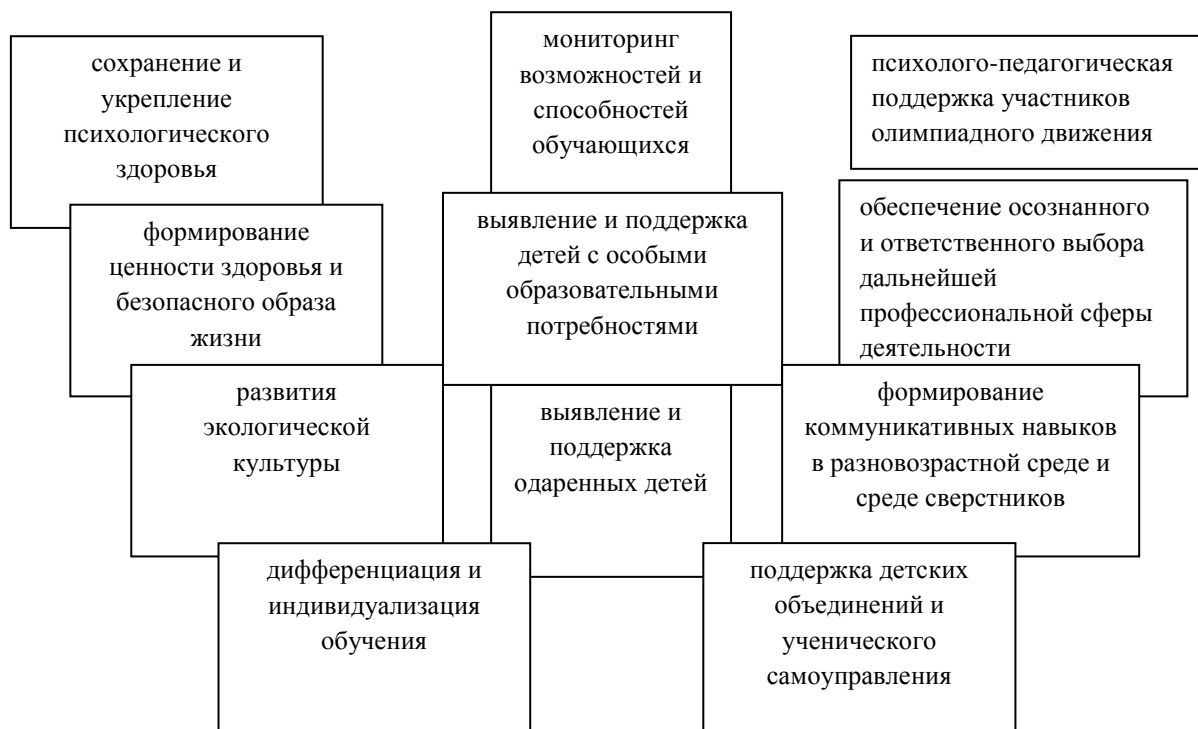 сохранение и
укрепление
психологического
здоровья
мониторинг
возможностей и
способностей
обучающихся
психолого-педагогическая
поддержка участников
олимпиадного движения
формирование
ценности здоровья и
безопасного образа
жизни
выявление и поддержка
детей с особыми
образовательными
потребностями
обеспечение осознанного
и ответственного выбора
дальнейшей
профессиональной сферы
деятельности
развития
экологической
культуры
выявление и
поддержка
одаренных детей
формирование
коммуникативных навыков
в разновозрастной среде и
среде сверстников
дифференциация и
индивидуализация
обучения
поддержка детских
объединений и
ученического
самоуправления